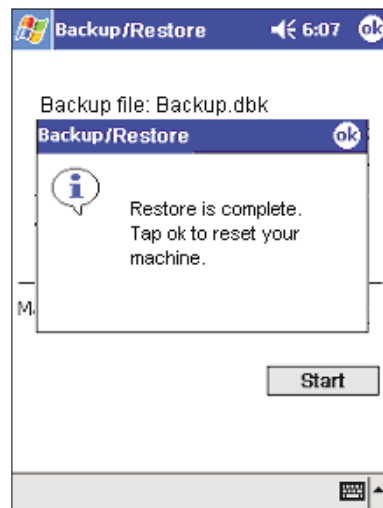 Backup/Restore 6:07 ok
Backup file: Backup.dbk
Backup/Restore ok
Restore is complete.
Tap ok to reset your
machine.
M
Start